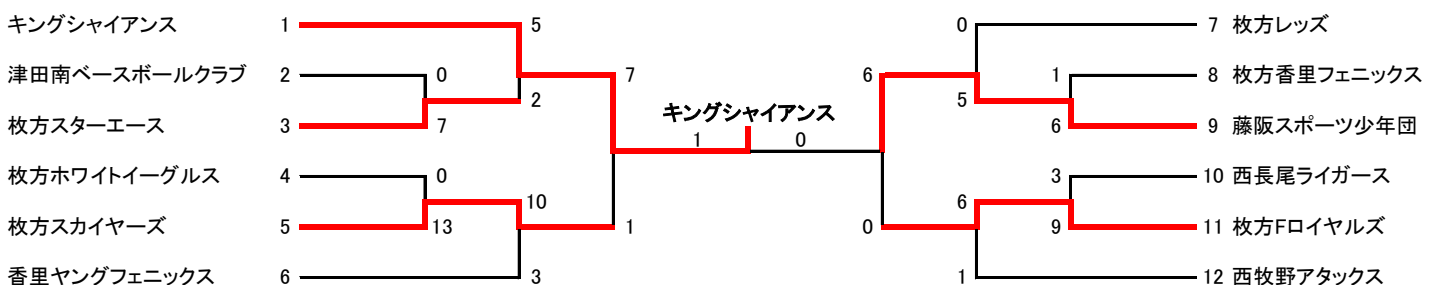 キングシャイアンス 1 5 0 7 枚方レッズ
津田南ベースボールクラブ 2 0 7 6 1 8 枚方香里フェニックス
2 キングシャイアンス 5
枚方スターエース 3 7 6 9 藤阪スポーツ少年団
1 0
枚方ホワイトイーグルス 4 0 3 10 西長尾ライガース
10 6
枚方スカイヤーズ 5 13 1 0 9 11 枚方Fロイヤルズ
香里ヤングフェニックス 6 3 1 12 西牧野アタックス